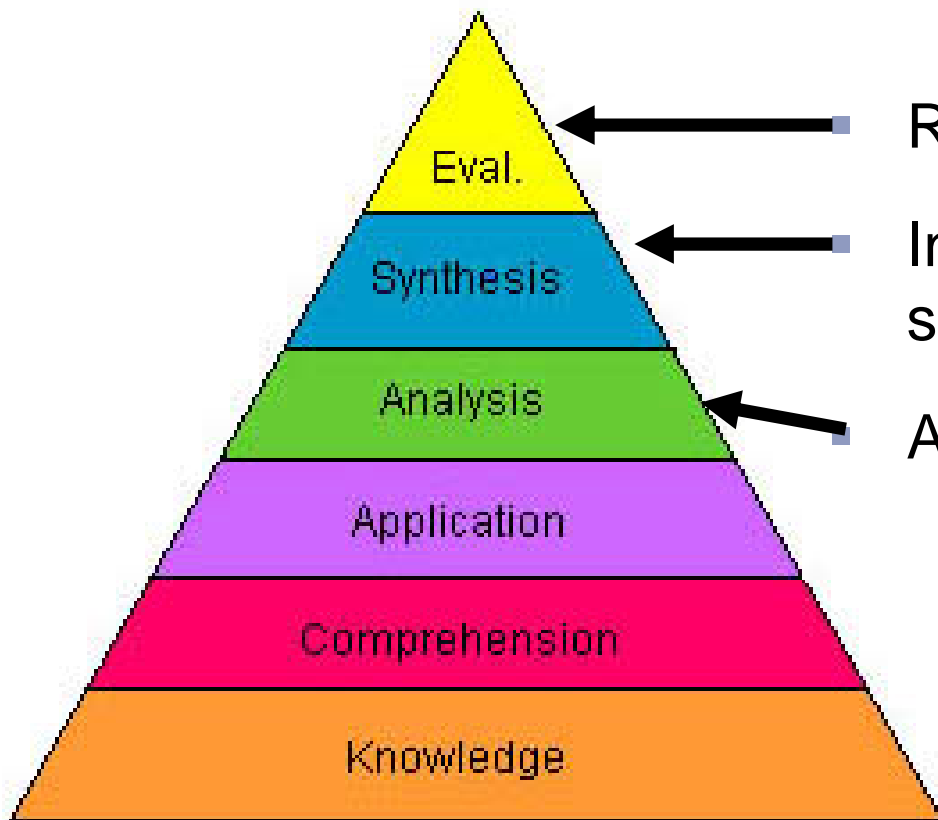 Eval.
Synthesis
Analysis
Application
Comprehension
Knowledge